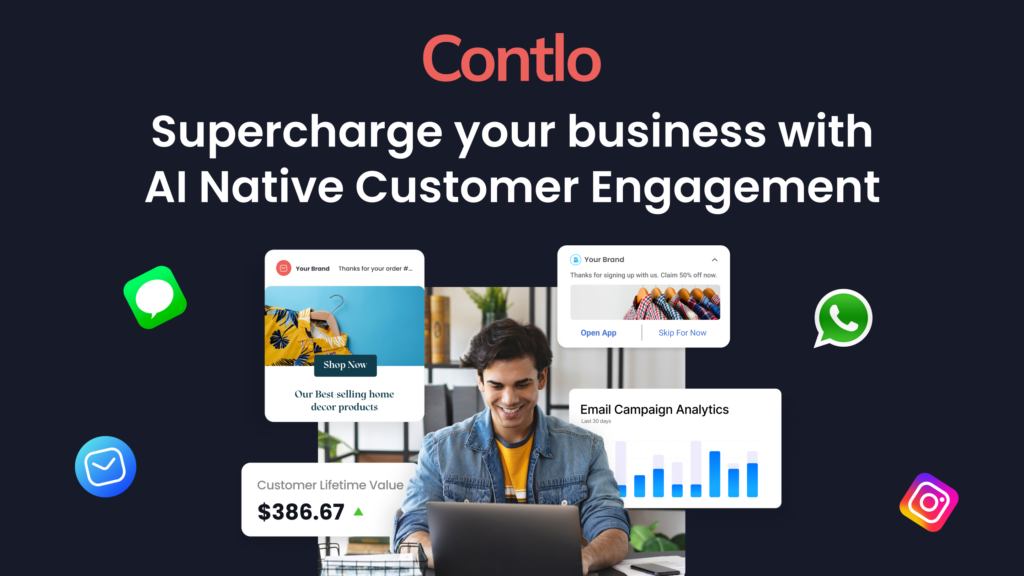 Contlo
Supercharge your business with
AI Native Customer Engagement
Your Brand Thanks for your order #...
Shop Now
Our Best selling home
decor products
Your Brand
Thanks for signing up with us. Claim 50% off now.
Open App Skip For Now
Email Campaign Analytics
Last 30 days
Customer Lifetime Value
$386.67